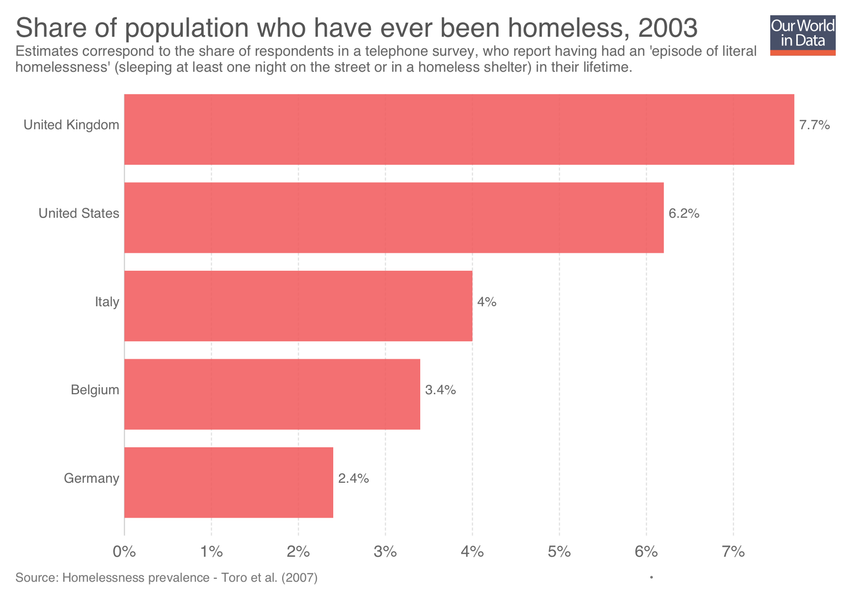 Share of population who have ever been homeless, 2003
Our World
in Data
Estimates correspond to the share of respondents in a telephone survey, who report having had an 'episode of literal
homelessness' (sleeping at least one night on the street or in a homeless shelter) in their lifetime.
United Kingdom 7.7%
United States 6.2%
Italy 4%
Belgium 3.4%
Germany 2.4%
0% 1% 2% 3% 4% 5% 6% 7%
Source: Homelessness prevalence - Toro et al. (2007)